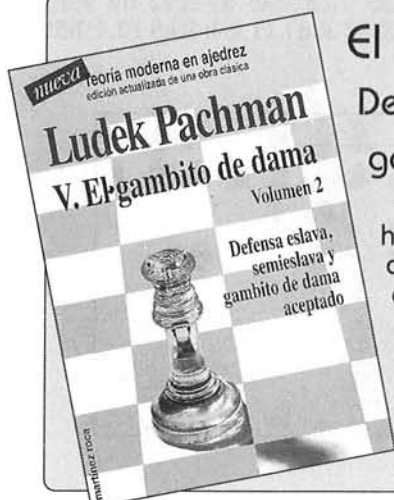 nueva teoría moderna en ajedrez
edición actualizada de una obra clásica
Ludek Pachman
V. El gambito de dama
Volumen 2
Defensa eslava,
semieslava y
gambito de dama
aceptado
martínez roca
El
De